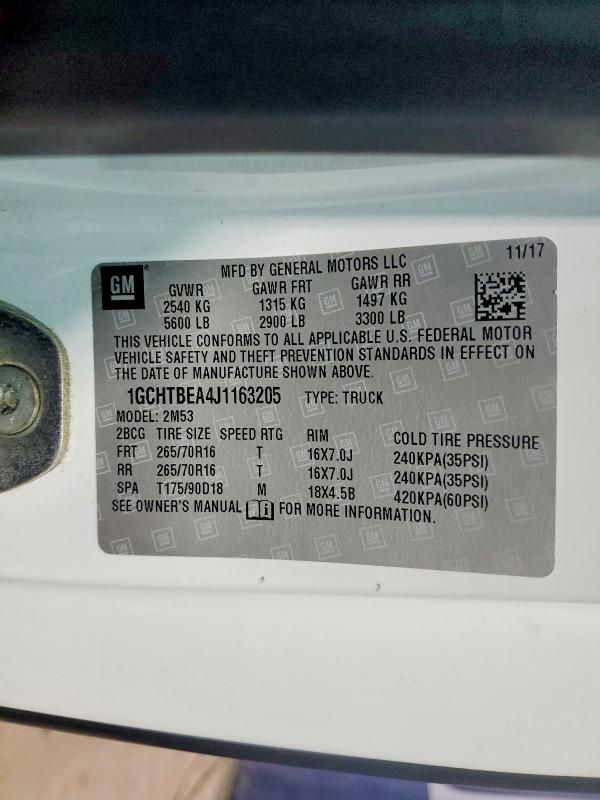 GM
MFD BY GENERAL MOTORS LLC 11/17
GVWR GAWR FRT GAWR RR
2540 KG 1315 KG 1497 KG
5600 LB 2900 LB 3300 LB
THIS VEHICLE CONFORMS TO ALL APPLICABLE U.S. FEDERAL MOTOR
VEHICLE SAFETY AND THEFT PREVENTION STANDARDS IN EFFECT ON
THE DATE OF MANUFACTURE SHOWN ABOVE.
1GCHTBEA4J1163205 TYPE: TRUCK
MODEL: 2M53
2BCG TIRE SIZE SPEED RTG RIM COLD TIRE PRESSURE
FRT 265/70R16 T 16X7.0J 240KPA(35PSI)
RR 265/70R16 T 16X7.0J 240KPA(35PSI)
SPA T175/90D18 M 18X4.5B 420KPA(60PSI)
SEE OWNER'S MANUAL i FOR MORE INFORMATION.